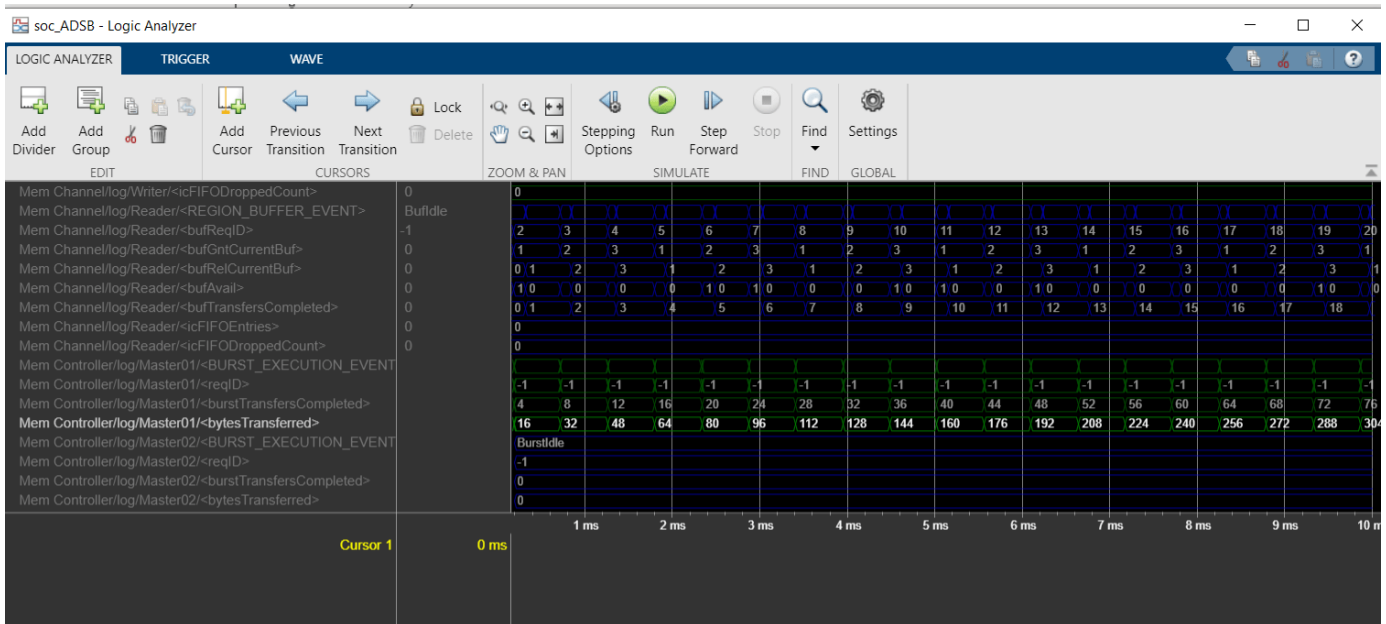 soc_ADSB - Logic Analyzer
LOGIC ANALYZER TRIGGER WAVE
Add Divider
Add Group
Add Cursor
Previous Transition
Next Transition
Lock
Delete
Stepping Options
Run
Step Forward
Stop
Find
Settings
EDIT CURSORS ZOOM & PAN SIMULATE FIND GLOBAL
Mem Channel/log/Writer/<icFIFODroppedCount> 0 0
Mem Channel/log/Reader/<REGION_BUFFER_EVENT> BufIdle
Mem Channel/log/Reader/<bufReqID> -1 2 3 4 5 6 7 8 9 10 11 12 13 14 15 16 17 18 19 20
Mem Channel/log/Reader/<bufGntCurrentBuf> 0 1 2 3 1 2 3 1 2 3 1 2 3 1 2 3 1 2 3 1
Mem Channel/log/Reader/<bufRelCurrentBuf> 0 0 1 2 3 1 2 3 1 2 3 1 2 3 1 2 3 1 2 3 1
Mem Channel/log/Reader/<bufAvail> 0 1 0 0 0 0 1 0 1 0 0 0 1 0 1 0 0 1 0 0 0 0 0 0 1 0 0
Mem Channel/log/Reader/<bufTransfersCompleted> 0 0 1 2 3 4 5 6 7 8 9 10 11 12 13 14 15 16 17 18
Mem Channel/log/Reader/<icFIFOEntries> 0 0
Mem Channel/log/Reader/<icFIFODroppedCount> 0 0
Mem Controller/log/Master01/<BURST_EXECUTION_EVENT
Mem Controller/log/Master01/<reqID> -1 -1 -1 -1 -1 -1 -1 -1 -1 -1 -1 -1 -1 -1 -1 -1 -1 -1 -1
Mem Controller/log/Master01/<burstTransfersCompleted> 4 8 12 16 20 24 28 32 36 40 44 48 52 56 60 64 68 72 76
Mem Controller/log/Master01/<bytesTransferred> 16 32 48 64 80 96 112 128 144 160 176 192 208 224 240 256 272 288 304
Mem Controller/log/Master02/<BURST_EXECUTION_EVENT BurstIdle
Mem Controller/log/Master02/<reqID> -1
Mem Controller/log/Master02/<burstTransfersCompleted> 0
Mem Controller/log/Master02/<bytesTransferred> 0
1 ms 2 ms 3 ms 4 ms 5 ms 6 ms 7 ms 8 ms 9 ms 10 m
Cursor 1 0 ms